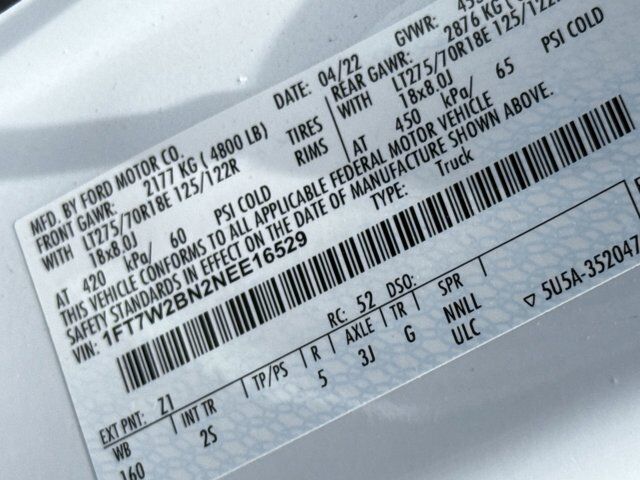 MFD. BY FORD MOTOR CO.
DATE: 04/22
GVWR:
FRONT GAWR: 2177 KG ( 4800 LB)
REAR GAWR: 2876 KG (
WITH LT275/70R18E 125/122R TIRES
WITH LT275/70R18E 125/122R
18x8.0J RIMS
18x8.0J
AT 420 kPa/ 60 PSI COLD
AT 450 kPa/ 65 PSI COLD
THIS VEHICLE CONFORMS TO ALL APPLICABLE FEDERAL MOTOR VEHICLE
SAFETY STANDARDS IN EFFECT ON THE DATE OF MANUFACTURE SHOWN ABOVE.
VIN: 1FT7W2BN2NEE16529 TYPE: Truck
EXT PNT: Z1 RC: 52 DSO:
WB INT TR TP/PS R AXLE TR SPR
160 2S 5 3J G NNLL
ULC
▽ 5U5A-352047